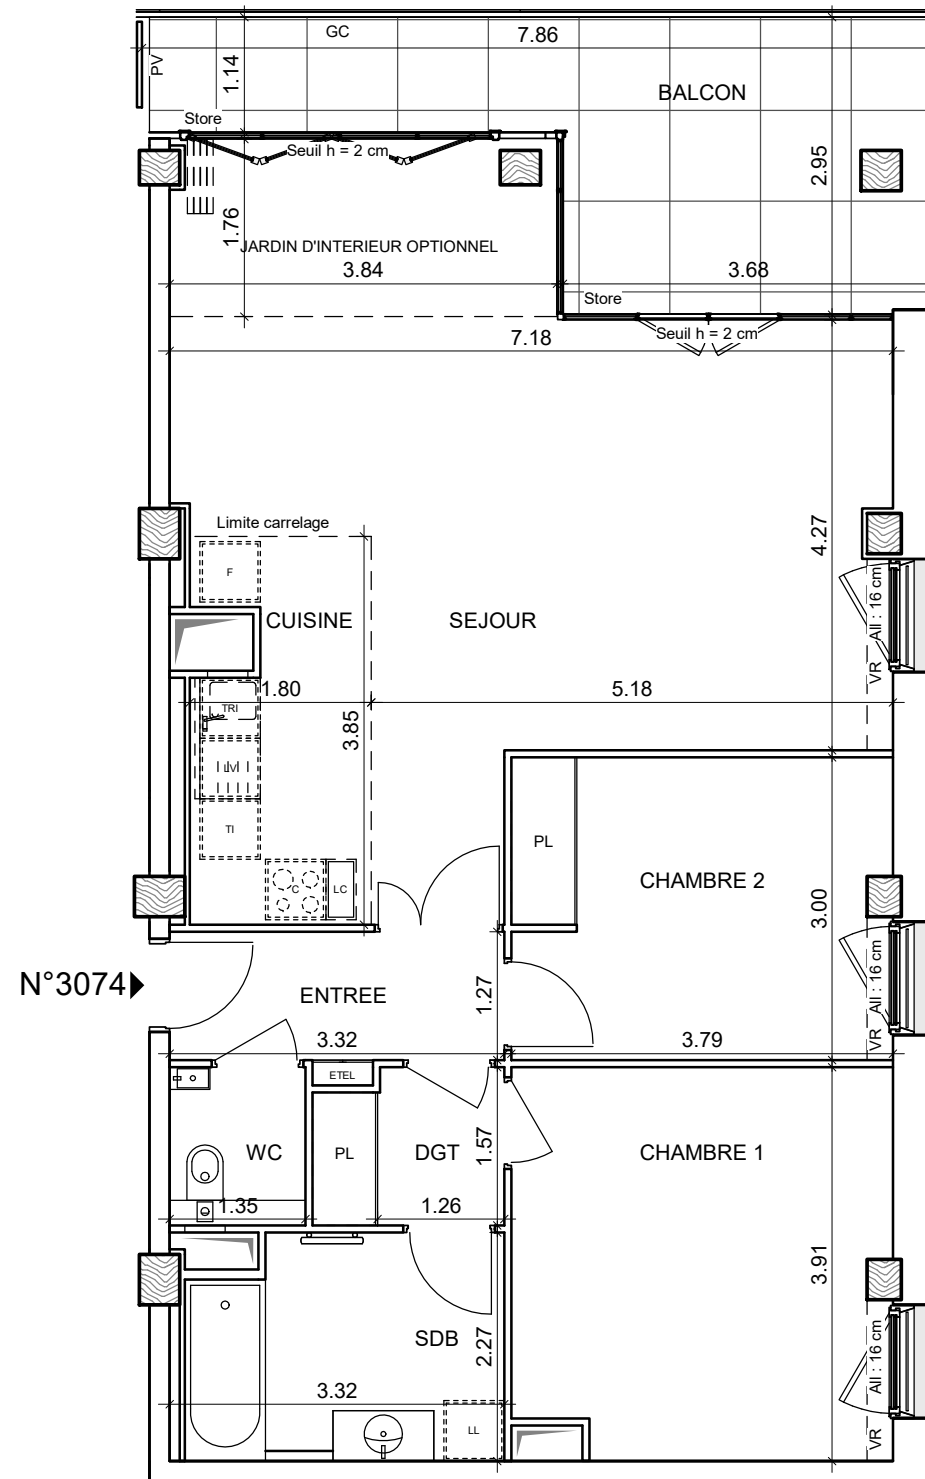 GC
7.86
PV
1.14
BALCON
Store
Seuil h = 2 cm
2.95
1.76
JARDIN D'INTERIEUR OPTIONNEL
3.84
3.68
Store
Seuil h = 2 cm
7.18
Limite carrelage
4.27
F
CUISINE
SEJOUR
All : 16 cm
VR
1.80
5.18
TRI
3.85
LV
TI
PL
C
LC
CHAMBRE 2
3.00
N°3074
ENTREE
1.27
All : 16 cm
VR
3.32
3.79
ETEL
WC
PL
DGT
1.57
CHAMBRE 1
1.35
1.26
3.91
SDB
2.27
All : 16 cm
3.32
LL
VR